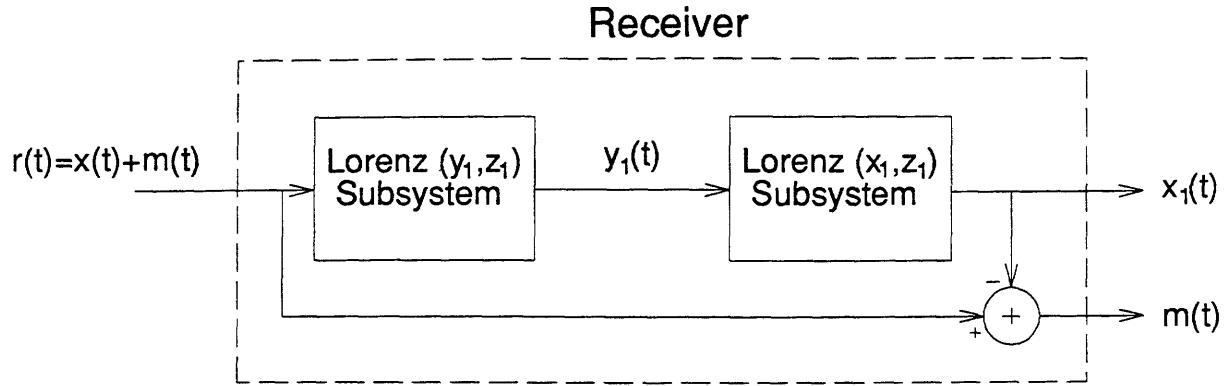 Receiver
r(t)=x(t)+m(t)
Lorenz (y₁,z₁)
Subsystem
y₁(t)
Lorenz (x₁,z₁)
Subsystem
x₁(t)
−
+
+
m(t)